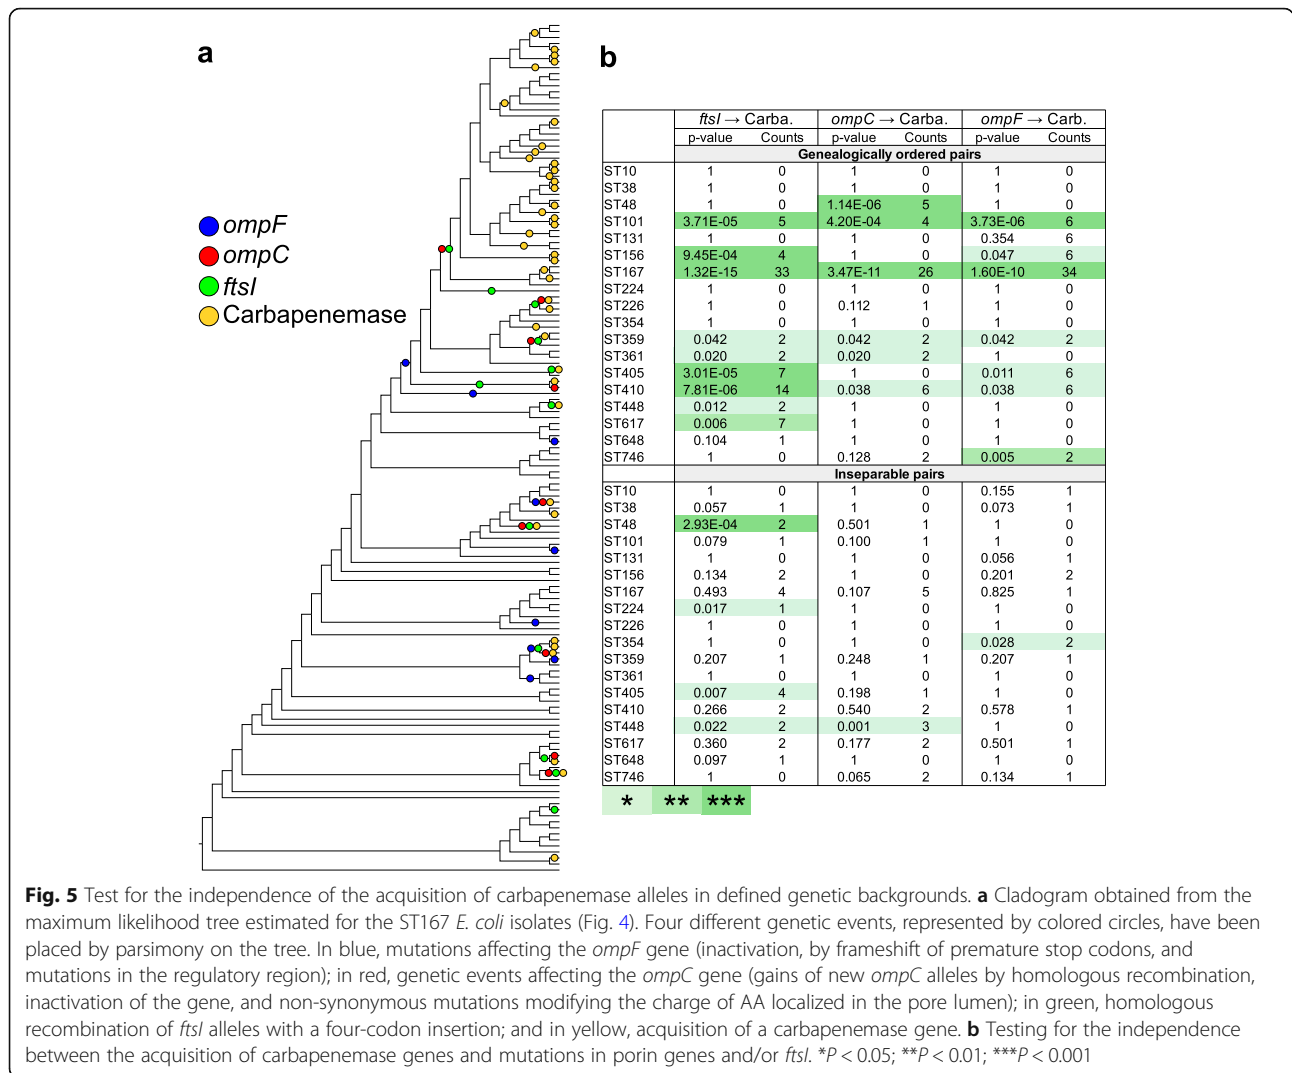 a
ompF
ompC
ftsI
Carbapenemase
b
ftsI → Carba. ompC → Carba. ompF → Carb.
p-value Counts p-value Counts p-value Counts
Genealogically ordered pairs
ST10 1 0 1 0 1 0
ST38 1 0 1 0 1 0
ST48 1 0 1.14E-06 5 1 0
ST101 3.71E-05 5 4.20E-04 4 3.73E-06 6
ST131 1 0 1 0 0.354 6
ST156 9.45E-04 4 1 0 0.047 6
ST167 1.32E-15 33 3.47E-11 26 1.60E-10 34
ST224 1 0 1 0 1 0
ST226 1 0 0.112 1 1 0
ST354 1 0 1 0 1 0
ST359 0.042 2 0.042 2 0.042 2
ST361 0.020 2 0.020 2 1 0
ST405 3.01E-05 7 1 0 0.011 6
ST410 7.81E-06 14 0.038 6 0.038 6
ST448 0.012 2 1 0 1 0
ST617 0.006 7 1 0 1 0
ST648 0.104 1 1 0 1 0
ST746 1 0 0.128 2 0.005 2
Inseparable pairs
ST10 1 0 1 0 0.155 1
ST38 0.057 1 1 0 0.073 1
ST48 2.93E-04 2 0.501 1 1 0
ST101 0.079 1 0.100 1 1 0
ST131 1 0 1 0 0.056 1
ST156 0.134 2 1 0 0.201 2
ST167 0.493 4 0.107 5 0.825 1
ST224 0.017 1 1 0 1 0
ST226 1 0 1 0 1 0
ST354 1 0 1 0 0.028 2
ST359 0.207 1 0.248 1 0.207 1
ST361 1 0 1 0 1 0
ST405 0.007 4 0.198 1 1 0
ST410 0.266 2 0.540 2 0.578 1
ST448 0.022 2 0.001 3 1 0
ST617 0.360 2 0.177 2 0.501 1
ST648 0.097 1 1 0 1 0
ST746 1 0 0.065 2 0.134 1
* ** ***
Fig. 5 Test for the independence of the acquisition of carbapenemase alleles in defined genetic backgrounds. a Cladogram obtained from the
maximum likelihood tree estimated for the ST167 E. coli isolates (Fig. 4). Four different genetic events, represented by colored circles, have been
placed by parsimony on the tree. In blue, mutations affecting the ompF gene (inactivation, by frameshift of premature stop codons, and
mutations in the regulatory region); in red, genetic events affecting the ompC gene (gains of new ompC alleles by homologous recombination,
inactivation of the gene, and non-synonymous mutations modifying the charge of AA localized in the pore lumen); in green, homologous
recombination of ftsI alleles with a four-codon insertion; and in yellow, acquisition of a carbapenemase gene. b Testing for the independence
between the acquisition of carbapenemase genes and mutations in porin genes and/or ftsI. *P < 0.05; **P < 0.01; ***P < 0.001